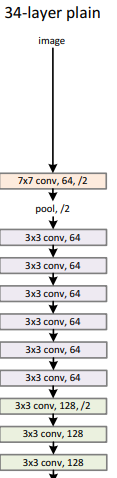 34-layer plain
image
7x7 conv, 64, /2
pool, /2
3x3 conv, 64
3x3 conv, 64
3x3 conv, 64
3x3 conv, 64
3x3 conv, 64
3x3 conv, 64
3x3 conv, 128, /2
3x3 conv, 128
3x3 conv, 128